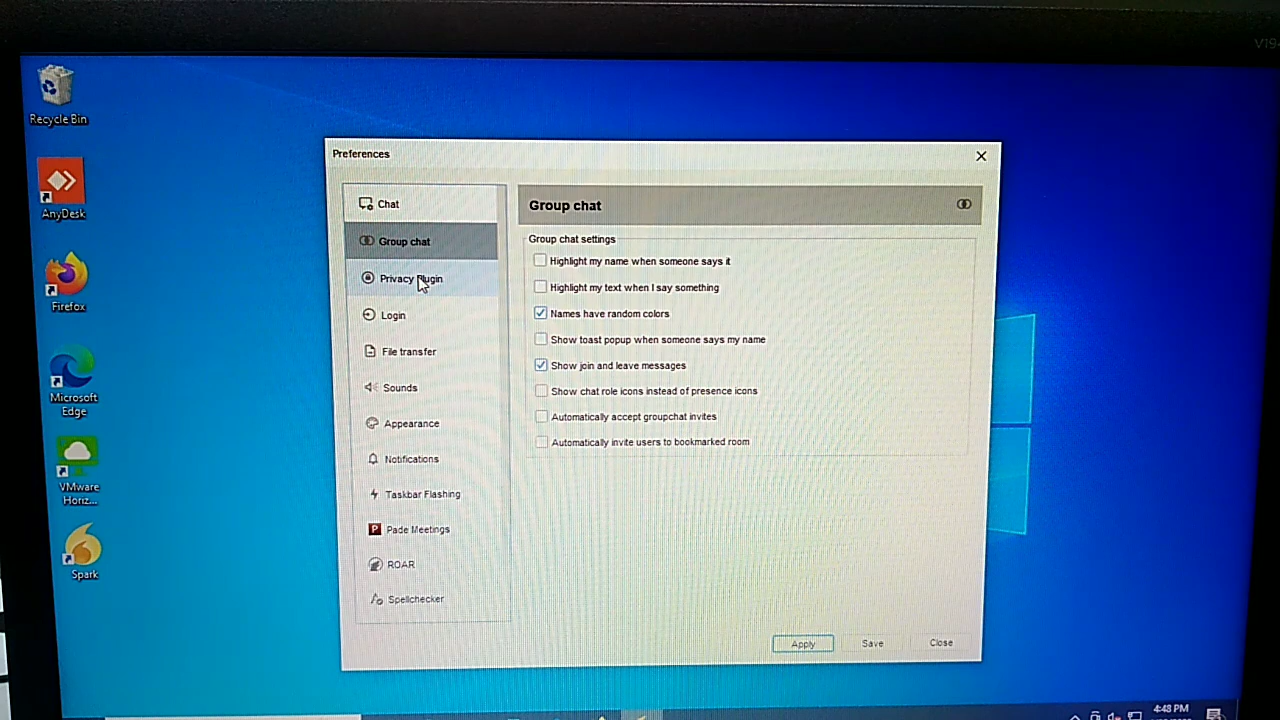 V19
Recycle Bin
AnyDesk
Firefox
Microsoft
Edge
VMware
Horiz...
Spark
Preferences
Chat
Group chat
Privacy Plugin
Login
File transfer
Sounds
Appearance
Notifications
Taskbar Flashing
P Pade Meetings
ROAR
Spellchecker
Group chat
Group chat settings
Highlight my name when someone says it
Highlight my text when I say something
Names have random colors
Show toast popup when someone says my name
Show join and leave messages
Show chat role icons instead of presence icons
Automatically accept groupchat invites
Automatically invite users to bookmarked room
Apply Save Close
4:43 PM